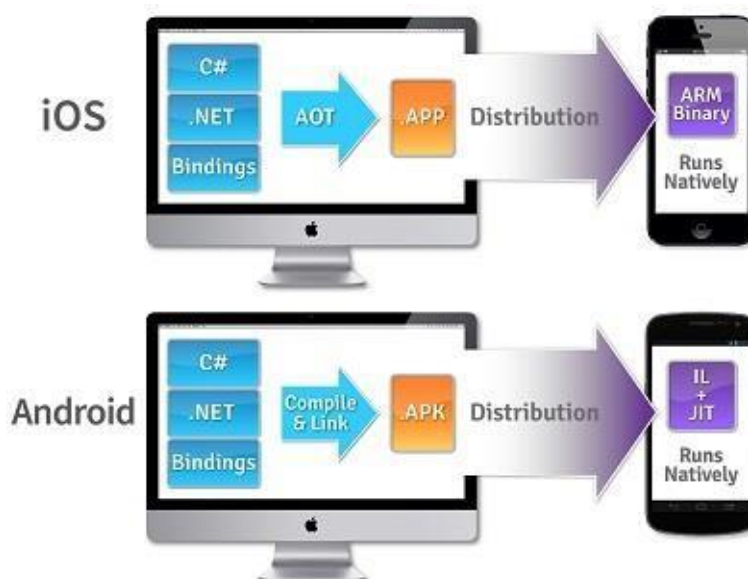 iOS
C#
.NET
Bindings
AOT
.APP
Distribution
ARM
Binary
Runs
Natively
Android
C#
.NET
Bindings
Compile
& Link
.APK
Distribution
IL
+
JIT
Runs
Natively